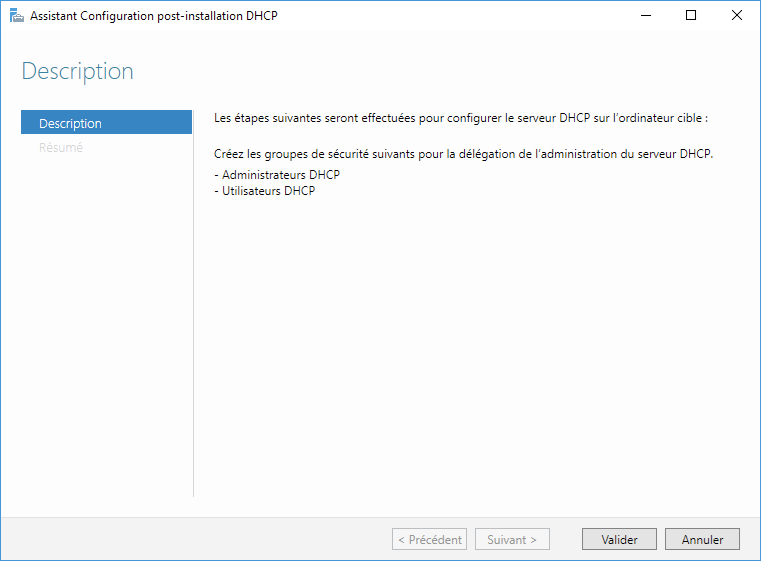 Assistant Configuration post-installation DHCP
Description
Description
Résumé
Les étapes suivantes seront effectuées pour configurer le serveur DHCP sur l'ordinateur cible :
Créez les groupes de sécurité suivants pour la délégation de l'administration du serveur DHCP.
- Administrateurs DHCP
- Utilisateurs DHCP
< Précédent
Suivant >
Valider
Annuler